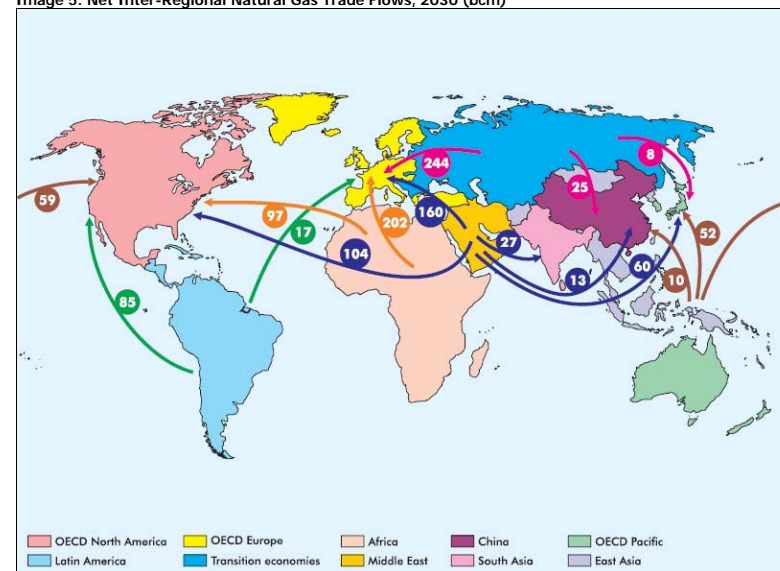 Image 5: Net Inter-Regional Natural Gas Trade Flows, 2030 (bcm)
244
8
25
59
97
17
202
160
27
104
52
13
60
10
85
OECD North America
OECD Europe
Africa
China
OECD Pacific
Latin America
Transition economies
Middle East
South Asia
East Asia